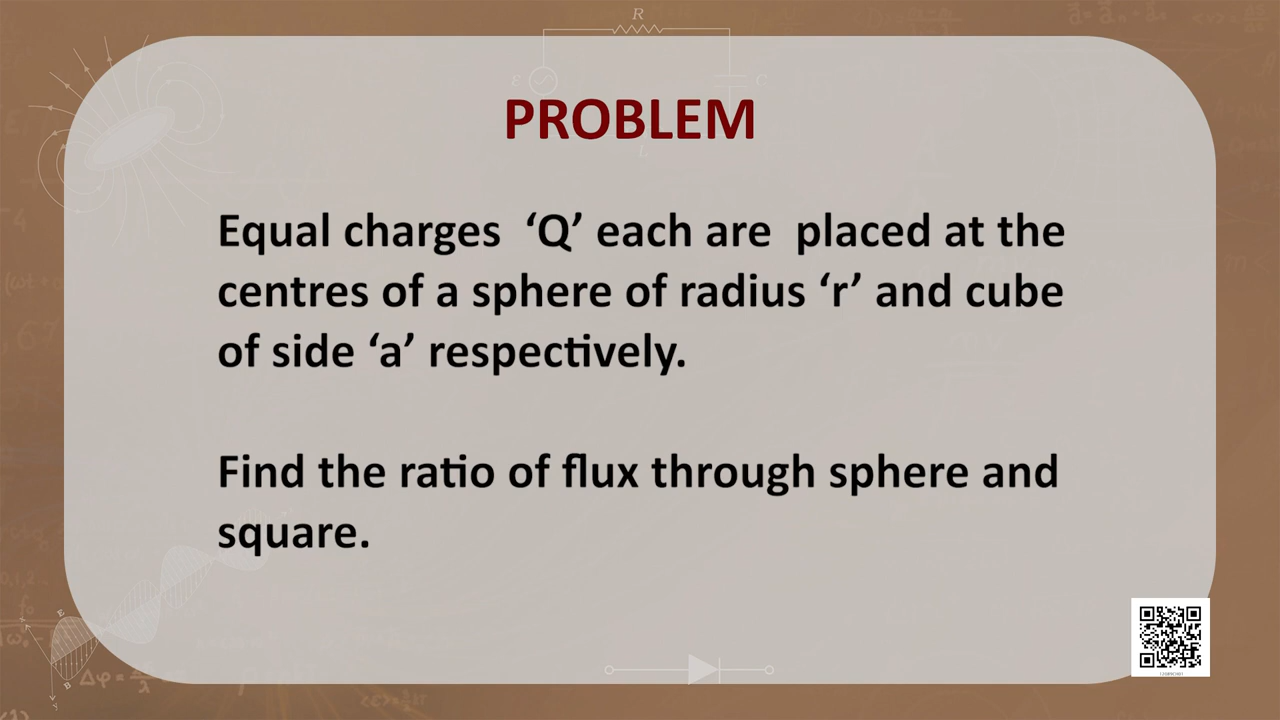 R
ε
C
PROBLEM
Equal charges ‘Q’ each are placed at the
centres of a sphere of radius ‘r’ and cube
of side ‘a’ respectively.
Find the ratio of flux through sphere and
square.